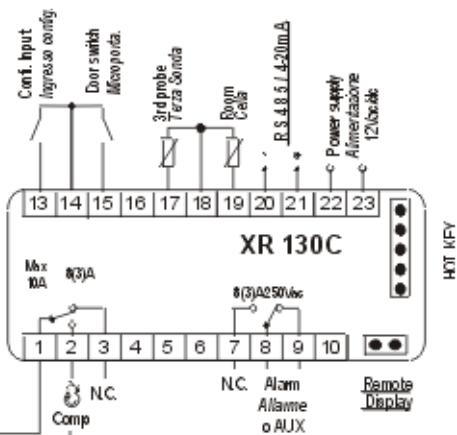 Conf. Input
Ingresso config.
Door switch
Microporta.
3rd probe
Terza Sonda
Room
Cella
RS485 / 4-20mA
- +
Power supply
Alimentazione
12Vac/dc
13 14 15 16 17 18 19 20 21 22 23
XR 130C
HOT KEY
Max
10A
8(3)A
8(3)A250Vac
1 2 3 4 5 6 7 8 9 10
N.C.
Comp
N.C.
Alarm
Allarme
o AUX
Remote
Display